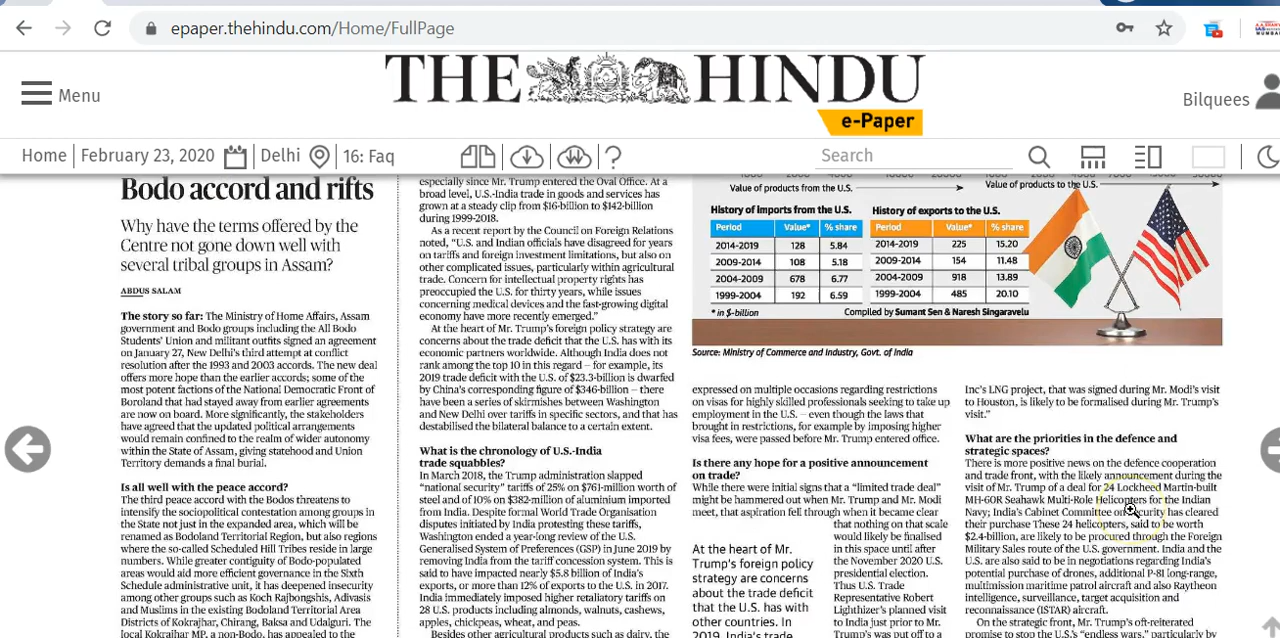 epaper.thehindu.com/Home/FullPage
THE HINDU
e-Paper
Menu
Bilquees
Home | February 23, 2020 Delhi 16: Faq
Search
Bodo accord and rifts
Why have the terms offered by the
Centre not gone down well with
several tribal groups in Assam?
ABDUS SALAM
The story so far: The Ministry of Home Affairs, Assam
government and Bodo groups including the All Bodo
Students' Union and militant outfits signed an agreement
on January 27, New Delhi's third attempt at conflict
resolution after the 1993 and 2003 accords. The new deal
offers more hope than the earlier accords; some of the
most potent factions of the National Democratic Front of
Boroland that had stayed away from earlier agreements
are now on board. More significantly, the stakeholders
have agreed that the updated political arrangements
would remain confined to the realm of wider autonomy
within the State of Assam, giving statehood and Union
Territory demands a final burial.
Is all well with the peace accord?
The third peace accord with the Bodos threatens to
intensify the sociopolitical contestation among groups in
the State not just in the expanded area, which will be
renamed as Bodoland Territorial Region, but also regions
where the so-called Scheduled Hill Tribes reside in large
numbers. While greater continuity of Bodo-populated
areas would aid more efficient governance in the Sixth
Schedule administrative unit, it has deepened insecurity
among other groups such as Koch Rajbongshis, Adivasis
and Muslims in the existing Bodoland Territorial Area
Districts of Kokrajhar, Chirang, Baksa and Udalguri. The
local Kokrajhar MP, a non-Bodo, has appealed to the
especially since Mr. Trump entered the Oval Office. At a
broad level, U.S.-India trade in goods and services has
grown at a steady clip from $16-billion to $142-billion
during 1999-2018.
As a recent report by the Council on Foreign Relations
noted, "U.S. and Indian officials have disagreed for years
on tariffs and foreign investment limitations, but also on
other complicated issues, particularly within agricultural
trade. Concern for intellectual property rights has
preoccupied the U.S. for thirty years, while issues
concerning medical devices and the fast-growing digital
economy have more recently emerged."
At the heart of Mr. Trump's foreign policy strategy are
concerns about the trade deficit that the U.S. has with its
economic partners worldwide. Although India does not
rank among the top 10 in this regard – for example, its
2019 trade deficit with the U.S. of $23.3-billion is dwarfed
by China's corresponding figure of $346-billion – there
have been a series of skirmishes between Washington
and New Delhi over tariffs in specific sectors, and that has
destabilised the bilateral balance to a certain extent.
What is the chronology of U.S.-India
trade squabbles?
In March 2018, the Trump administration slapped
"national security" tariffs of 25% on $761-million worth of
steel and of 10% on $382-million of aluminium imported
from India. Despite formal World Trade Organisation
disputes initiated by India protesting these tariffs,
Washington ended a year-long review of the U.S.
Generalised System of Preferences (GSP) in June 2019 by
removing India from the tariff concession system. This is
said to have impacted nearly $5.8 billion of India's
exports, or more than 12% of exports to the U.S. in 2017.
India immediately imposed higher retaliatory tariffs on
28 U.S. products including almonds, walnuts, cashews,
apples, chickpeas, wheat, and peas.
Besides other agricultural products such as dairy, the
Value of products from the U.S.
Value of products to the U.S.
History of imports from the U.S.
Period Value* % share
2014-2019 128 5.84
2009-2014 108 5.18
2004-2009 678 6.77
1999-2004 192 6.59
History of exports to the U.S.
Period Value* % share
2014-2019 225 15.20
2009-2014 154 11.48
2004-2009 918 13.89
1999-2004 485 20.10
* in $-billion
Compiled by Sumant Sen & Naresh Singaravelu
Source: Ministry of Commerce and Industry, Govt. of India
expressed on multiple occasions regarding restrictions
on visas for highly skilled professionals seeking to take up
employment in the U.S. – even though the laws that
brought in restrictions, for example by imposing higher
visa fees, were passed before Mr. Trump entered office.
Is there any hope for a positive announcement
on trade?
While there were initial signs that a "limited trade deal"
might be hammered out when Mr. Trump and Mr. Modi
meet, that aspiration fell through when it became clear
that nothing on that scale
would likely be finalised
in this space until after
the November 2020 U.S.
presidential election.
Thus U.S. Trade
Representative Robert
Lighthizer's planned visit
to India just prior to Mr.
Trump's was put off to a
At the heart of Mr.
Trump's foreign policy
strategy are concerns
about the trade deficit
that the U.S. has with
other countries. In
2019, India's trade
Inc's LNG project, that was signed during Mr. Modi's visit
to Houston, is likely to be formalised during Mr. Trump's
visit."
What are the priorities in the defence and
strategic spaces?
There is more positive news on the defence cooperation
and trade front, with the likely announcement during the
visit of Mr. Trump of a deal for 24 Lockheed Martin-built
MH-60R Seahawk Multi-Role Helicopters for the Indian
Navy; India's Cabinet Committee on Security has cleared
their purchase These 24 helicopters, said to be worth
$2.4-billion, are likely to be procured through the Foreign
Military Sales route of the U.S. government. India and the
U.S. are also said to be in negotiations regarding India's
potential purchase of drones, additional P-8I long-range,
multimission maritime patrol aircraft and also Raytheon
intelligence, surveillance, target acquisition and
reconnaissance (ISTAR) aircraft.
On the strategic front, Mr. Trump's oft-reiterated
promise to stop the U.S.'s "endless wars," particularly by